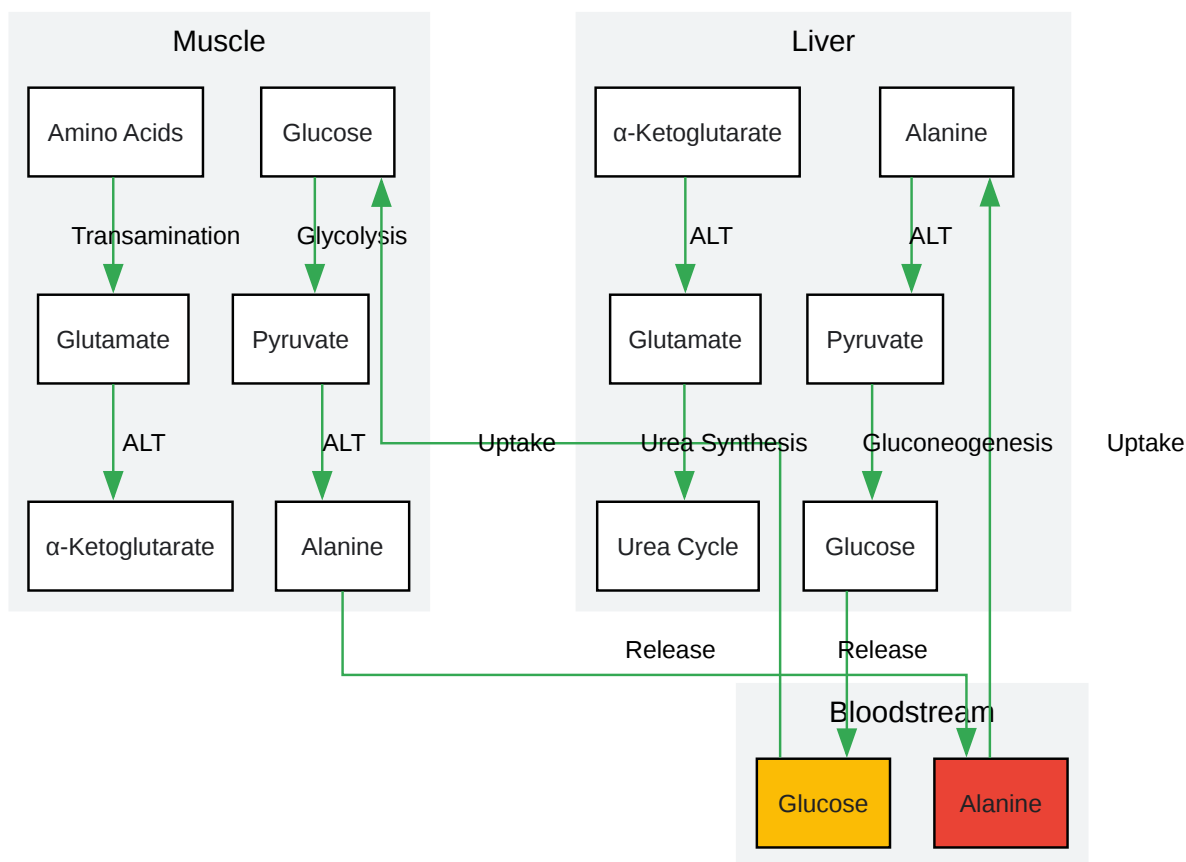 Muscle
Liver
Amino Acids
Glucose
α-Ketoglutarate
Alanine
Transamination
Glycolysis
ALT
ALT
Glutamate
Pyruvate
Glutamate
Pyruvate
ALT
ALT
Uptake
Urea Synthesis
Gluconeogenesis
Uptake
α-Ketoglutarate
Alanine
Urea Cycle
Glucose
Release
Release
Bloodstream
Glucose
Alanine